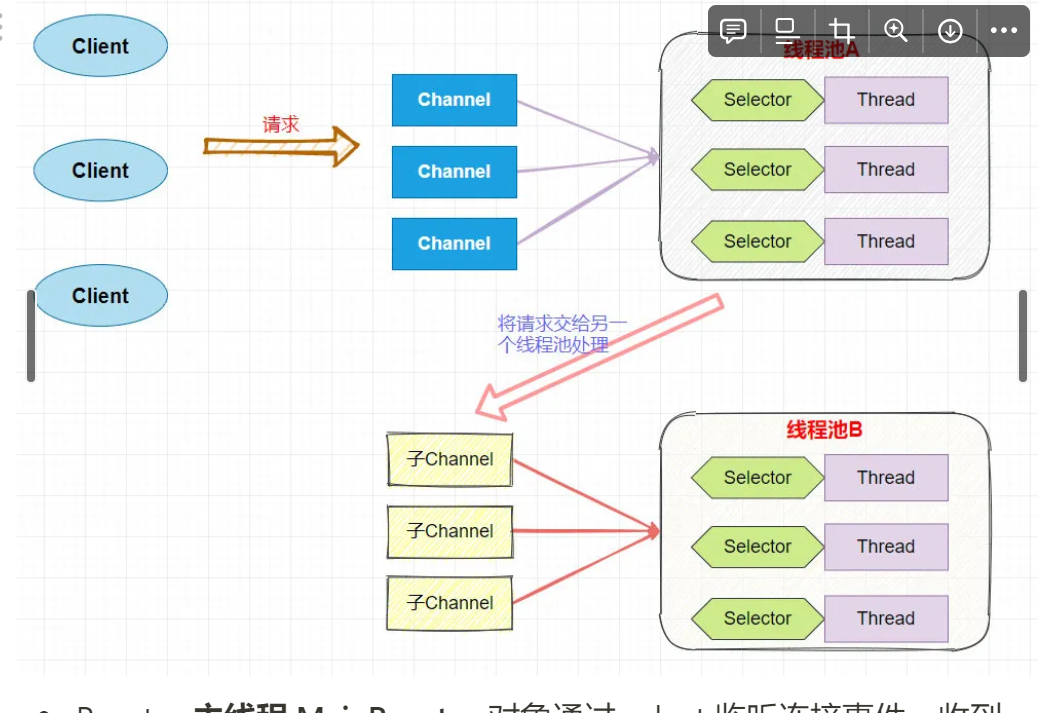 Client
Client
Client
请求
Channel
Channel
Channel
线程池A
Selector Thread
Selector Thread
Selector Thread
将请求交给另一
个线程池处理
子Channel
子Channel
子Channel
线程池B
Selector Thread
Selector Thread
Selector Thread
主线程 对象通过 监听连接事件，收到